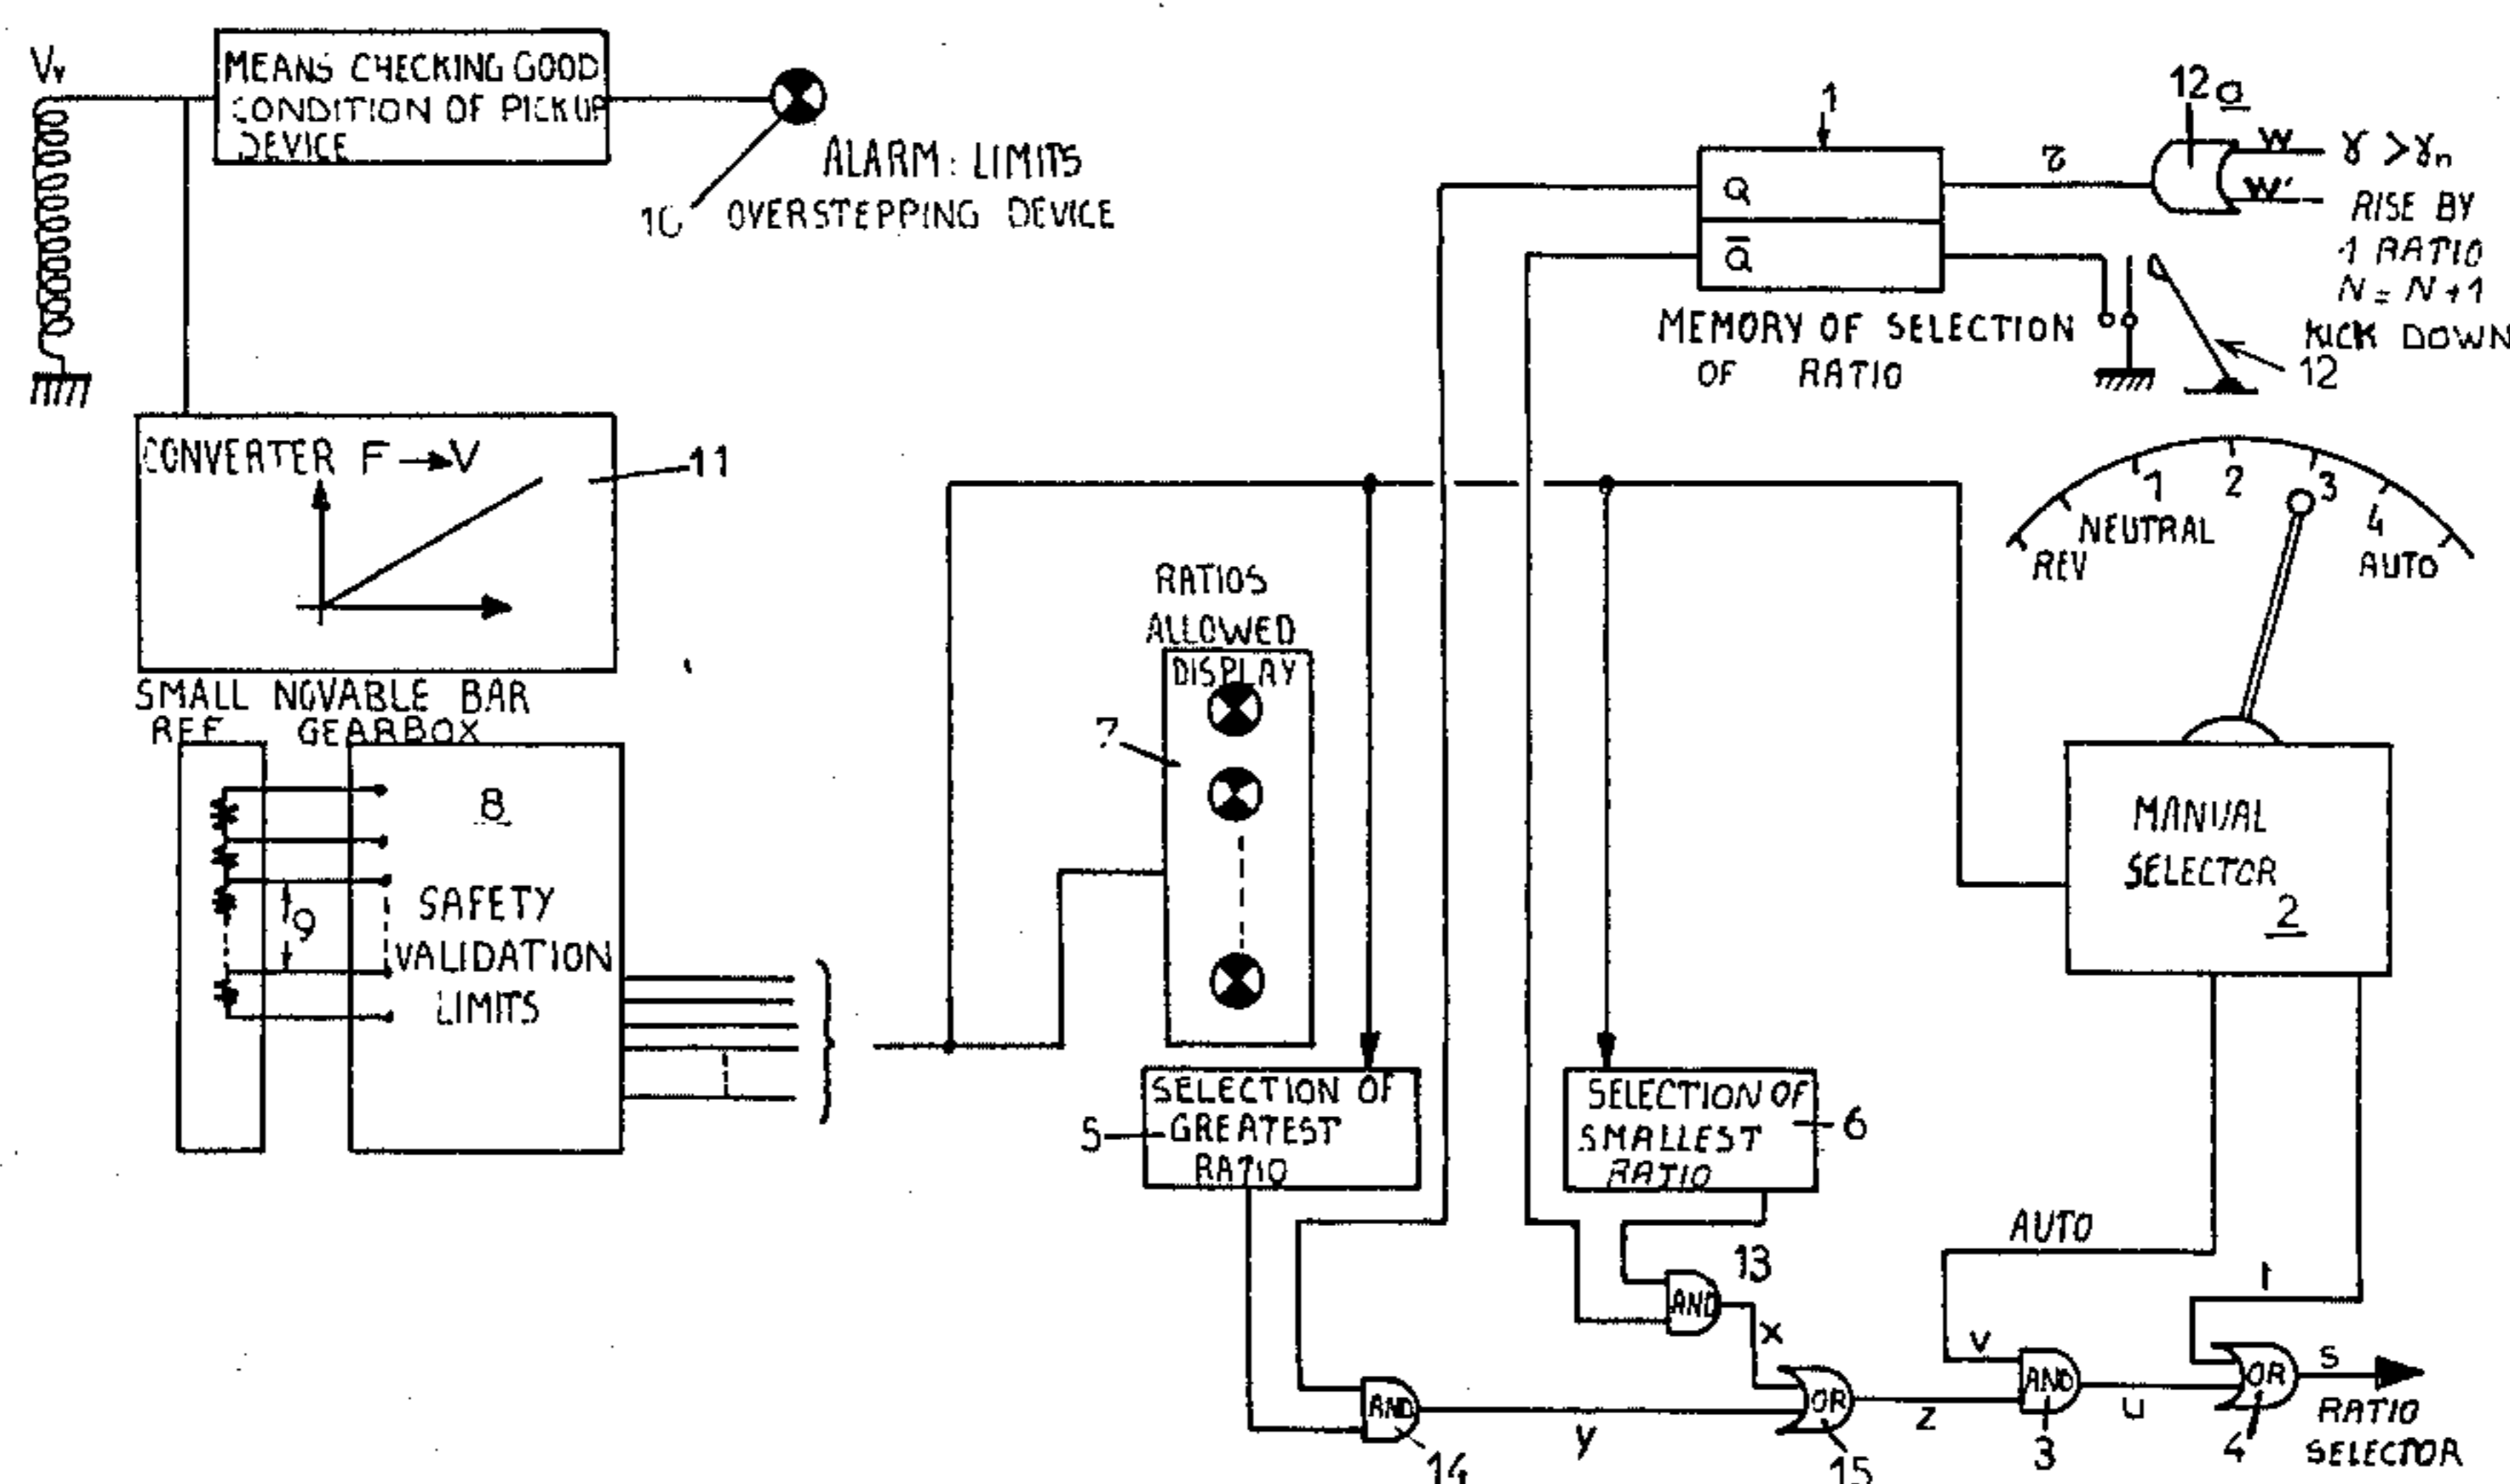 Vv
MEANS CHECKING GOOD
CONDITION OF PICKUP
DEVICE
ALARM: LIMITS
OVERSTEPPING DEVICE
10
CONVERTER F → V
11
SMALL NOVABLE BAR
REF GEARBOX
8
9
SAFETY
VALIDATION
LIMITS
RATIOS
ALLOWED
DISPLAY
7
1
Q
Q̅
MEMORY OF SELECTION
OF RATIO
12a
W
W'
γ > γn
RISE BY
1 RATIO
N = N+1
KICK DOWN
12
REV
NEUTRAL
1
2
3
4
AUTO
MANUAL
SELECTOR
2
SELECTION OF
GREATEST
RATIO
5
SELECTION OF
SMALLEST
RATIO
6
AUTO
13
AND
x
AND
14
y
OR
15
z
v
AND
3
u
OR
4
s
RATIO
SELECTOR